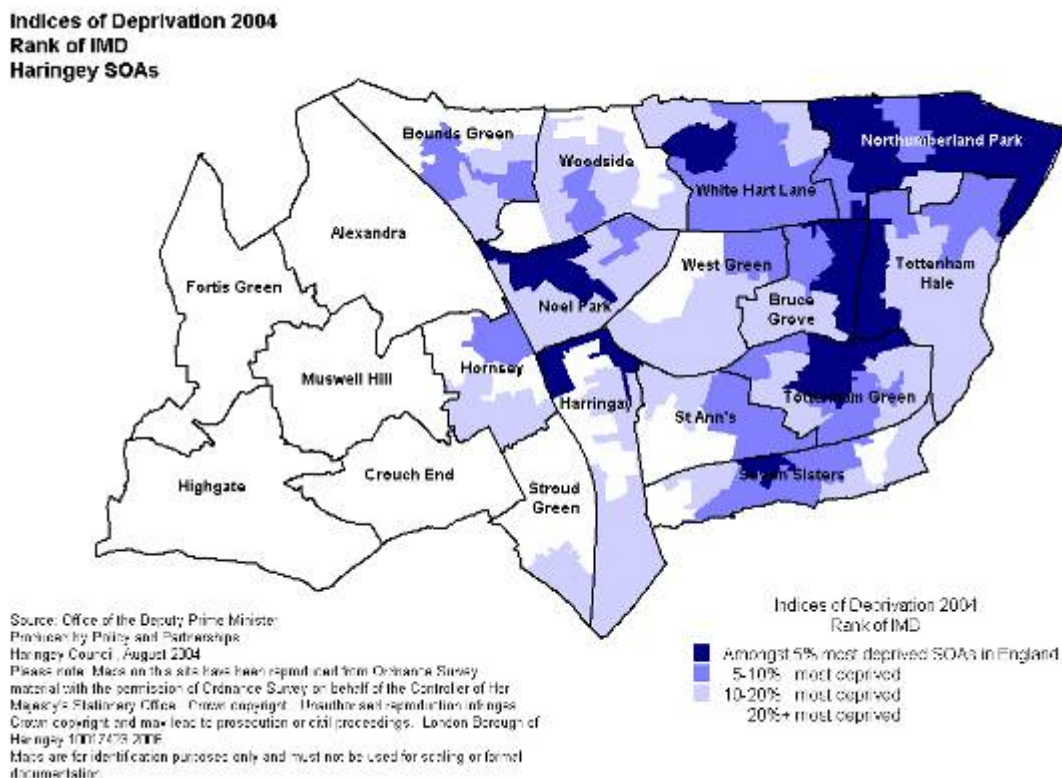 Indices of Deprivation 2004
Rank of IMD
Haringey SOAs
Bounds Green
Woodside
Northumberland Park
White Hart Lane
Alexandra
Fortis Green
West Green
Tottenham
Hale
Noel Park
Bruce
Grove
Muswell Hill
Hornsey
Harringay
St Ann's
Tottenham Green
Highgate
Crouch End
Stroud
Green
Seven Sisters
Source: Office of the Deputy Prime Minister
Produced by Policy and Partnerships
Haringey Council, August 2004
Please note: Maps on this site have been reproduced from Ordnance Survey
material with the permission of Ordnance Survey on behalf of the Controller of Her
Majesty's Stationery Office. Crown copyright. Unauthorised reproduction infringes
Crown copyright and may lead to prosecution or civil proceedings. London Borough of
Haringey
Maps are for identification purposes only and must not be used for scaling or formal
documentation.
Indices of Deprivation 2004
Rank of IMD
Amongst 5% most deprived SOAs in England
5-10% most deprived
10-20% most deprived
20%+ most deprived